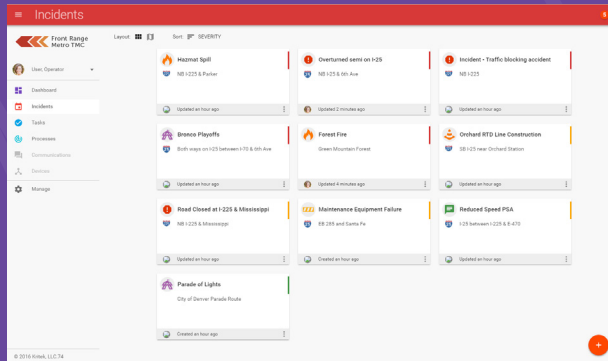 Incidents
Front Range
Metro TMC
Layout
Sort
SEVERITY
User, Operator
Dashboard
Incidents
Tasks
Processes
Communications
Devices
Manage
Hazmat Spill
NB I-225 & Parker
Updated an hour ago
Overturned semi on I-25
NB I-25 & 6th Ave
Updated 2 minutes ago
Incident - Traffic blocking accident
NB I-225
Updated an hour ago
Bronco Playoffs
Both ways on I-25 between I-70 & 6th Ave
Updated an hour ago
Forest Fire
Green Mountain Forest
Updated 4 minutes ago
Orchard RTD Line Construction
SB I-25 near Orchard Station
Updated an hour ago
Road Closed at I-225 & Mississippi
NB I-225 & Mississippi
Updated an hour ago
Maintenance Equipment Failure
EB 285 and Santa Fe
Created an hour ago
Reduced Speed PSA
I-25 between I-225 & E-470
Updated an hour ago
Parade of Lights
City of Denver Parade Route
Created an hour ago